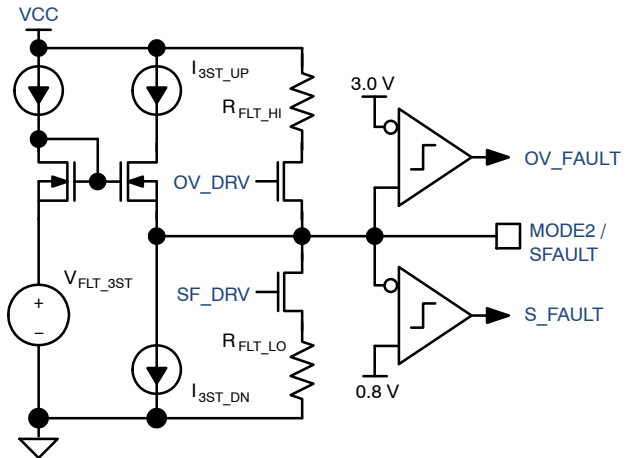 VCC
I3ST_UP
RFLT_HI
3.0 V
OV_FAULT
OV_DRV
MODE2 /
SFAULT
VFLT_3ST
+
–
SF_DRV
S_FAULT
RFLT_LO
0.8 V
I3ST_DN